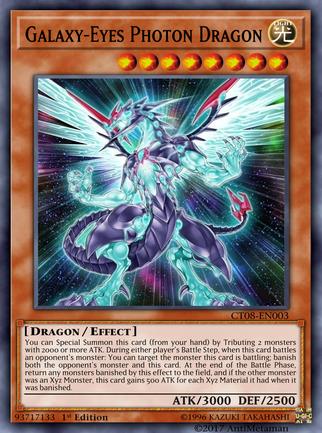 GALAXY-EYES PHOTON DRAGON
LIGHT
光
CT08-EN003
[DRAGON / EFFECT]
You can Special Summon this card (from your hand) by Tributing 2 monsters
with 2000 or more ATK. During either player's Battle Step, when this card battles
an opponent's monster: You can target the monster this card is battling; banish
both the opponent's monster and this card. At the end of the Battle Phase,
return any monsters banished by this effect to the field, and if the other monster
was an Xyz Monster, this card gains 500 ATK for each Xyz Material it had when it
was banished.
ATK/3000 DEF/2500
93717133 1st Edition ©1996 KAZUKI TAKAHASHI
©2017 AntiMetaman